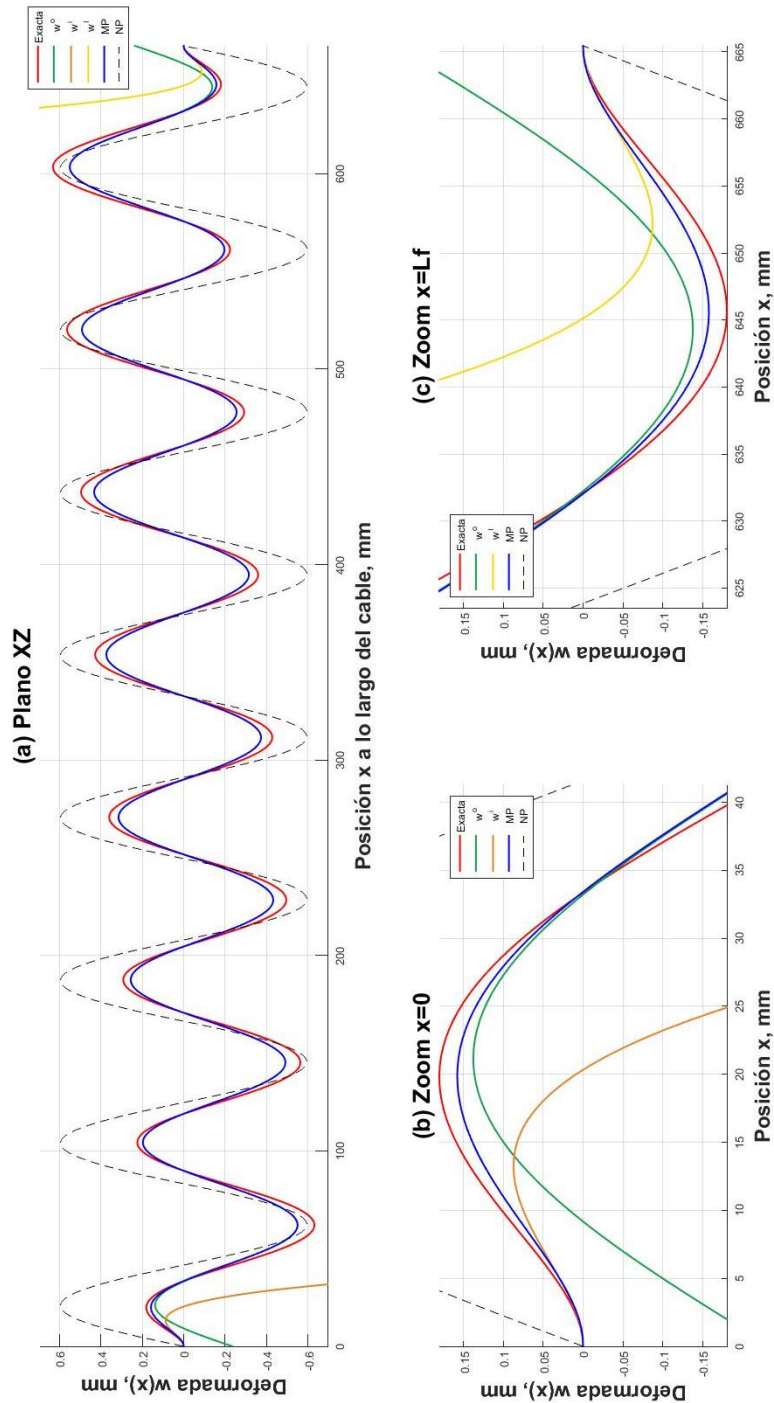 (a) Plano XZ
Exacta
w°
wⁱ
wⁱ
MP
NP
Deformada w(x), mm
0.6
0.4
0.2
0
-0.2
-0.4
-0.6
0
100
200
300
400
500
600
Posición x a lo largo del cable, mm
(b) Zoom x=0
Exacta
w°
wⁱ
MP
NP
Deformada w(x), mm
0.15
0.1
0.05
0
-0.05
-0.1
-0.15
0
5
10
15
20
25
30
35
40
Posición x, mm
(c) Zoom x=Lf
Exacta
w°
wⁱ
MP
NP
Deformada w(x), mm
0.15
0.1
0.05
0
-0.05
-0.1
-0.15
625
630
635
640
645
650
655
660
665
Posición x, mm